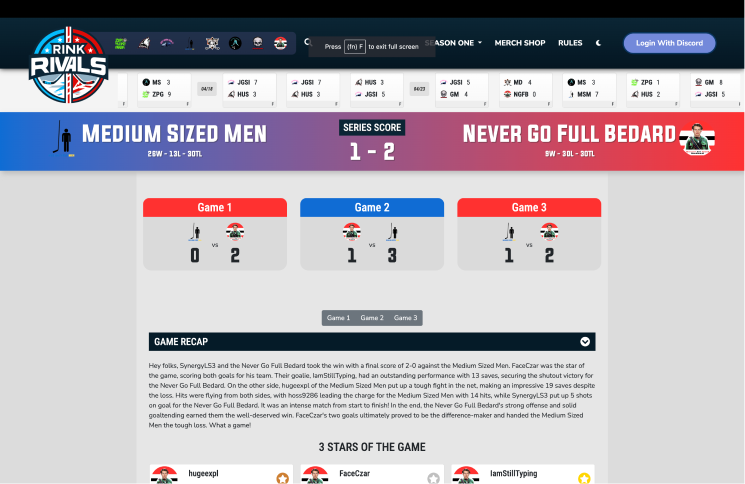 Press (fn) F to exit full screen
RINK
RIVALS
SEASON ONE
MERCH SHOP
RULES
Login With Discord
MS 3
ZPG 9
04/18
JGSI 7
HUS 3
JGSI 7
HUS 3
HUS 3
JGSI 5
04/23
JGSI 5
GM 4
MD 4
NGFB 0
MS 3
MSM 7
ZPG 1
HUS 2
GM 8
JGSI 5
MEDIUM SIZED MEN
26W - 13L - 30TL
SERIES SCORE
1 - 2
NEVER GO FULL BEDARD
9W - 30L - 30TL
Game 1
vs
0 2
Game 2
vs
1 3
Game 3
vs
1 2
Game 1 Game 2 Game 3
GAME RECAP
Hey folks, SynergyLS3 and the Never Go Full Bedard took the win with a final score of 2-0 against the Medium Sized Men. FaceCzar was the star of
the game, scoring both goals for his team. Their goalie, IamStillTyping, had an outstanding performance with 13 saves, securing the shutout victory for
the Never Go Full Bedard. On the other side, hugeexpl of the Medium Sized Men put up a tough fight in the net, making an impressive 19 saves despite
the loss. Hits were flying from both sides, with hoss9286 leading the charge for the Medium Sized Men with 14 hits, while SynergyLS3 put up 5 shots
on goal for the Never Go Full Bedard. It was an intense match from start to finish! In the end, the Never Go Full Bedard's strong offense and solid
goaltending earned them the well-deserved win. FaceCzar's two goals ultimately proved to be the difference-maker and handed the Medium Sized
Men the tough loss. What a game!
3 STARS OF THE GAME
hugeexpl
FaceCzar
IamStillTyping